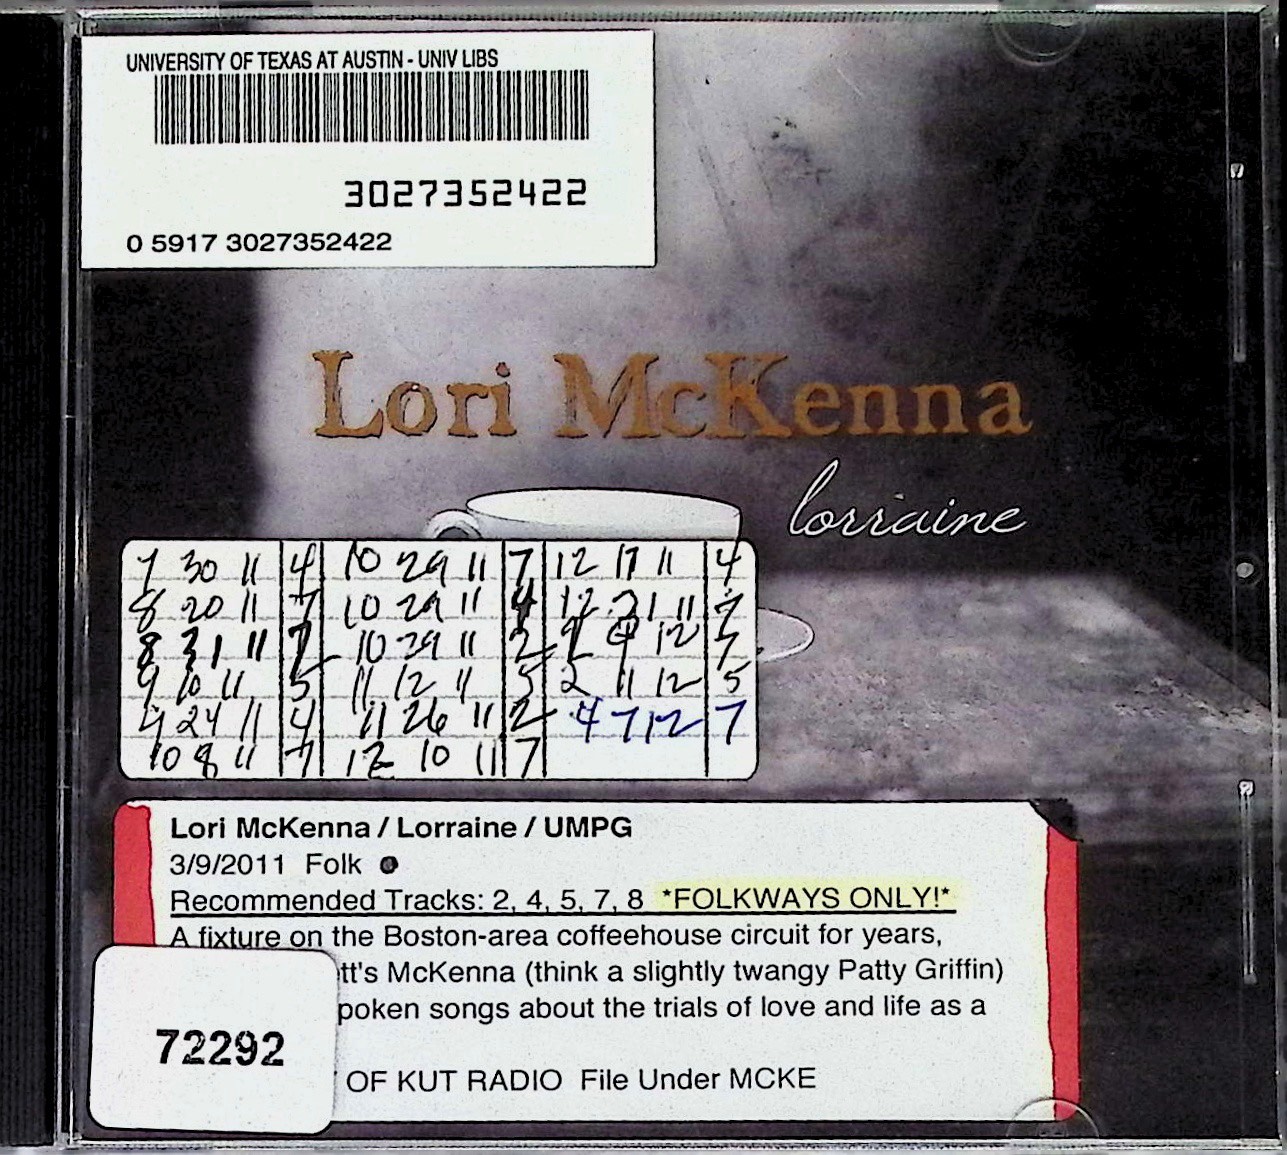 UNIVERSITY OF TEXAS AT AUSTIN - UNIV LIBS
3027352422
0 5917 3027352422
Lori McKenna
lorraine
7 30 11 4 10 29 11 7 12 17 11 4
8 20 11 7 10 29 11 4 12 21 11 7
8 31 11 7 10 29 11 2 2 9 12 7
9 10 11 5 11 12 11 5 2 11 12 5
9 24 11 4 11 26 11 2 4 7 12 7
10 8 11 7 12 10 11 7
Lori McKenna / Lorraine / UMPG
3/9/2011 Folk
Recommended Tracks: 2, 4, 5, 7, 8 *FOLKWAYS ONLY!*
A fixture on the Boston-area coffeehouse circuit for years,
tt's McKenna (think a slightly twangy Patty Griffin)
poken songs about the trials of love and life as a
72292
OF KUT RADIO File Under MCKE